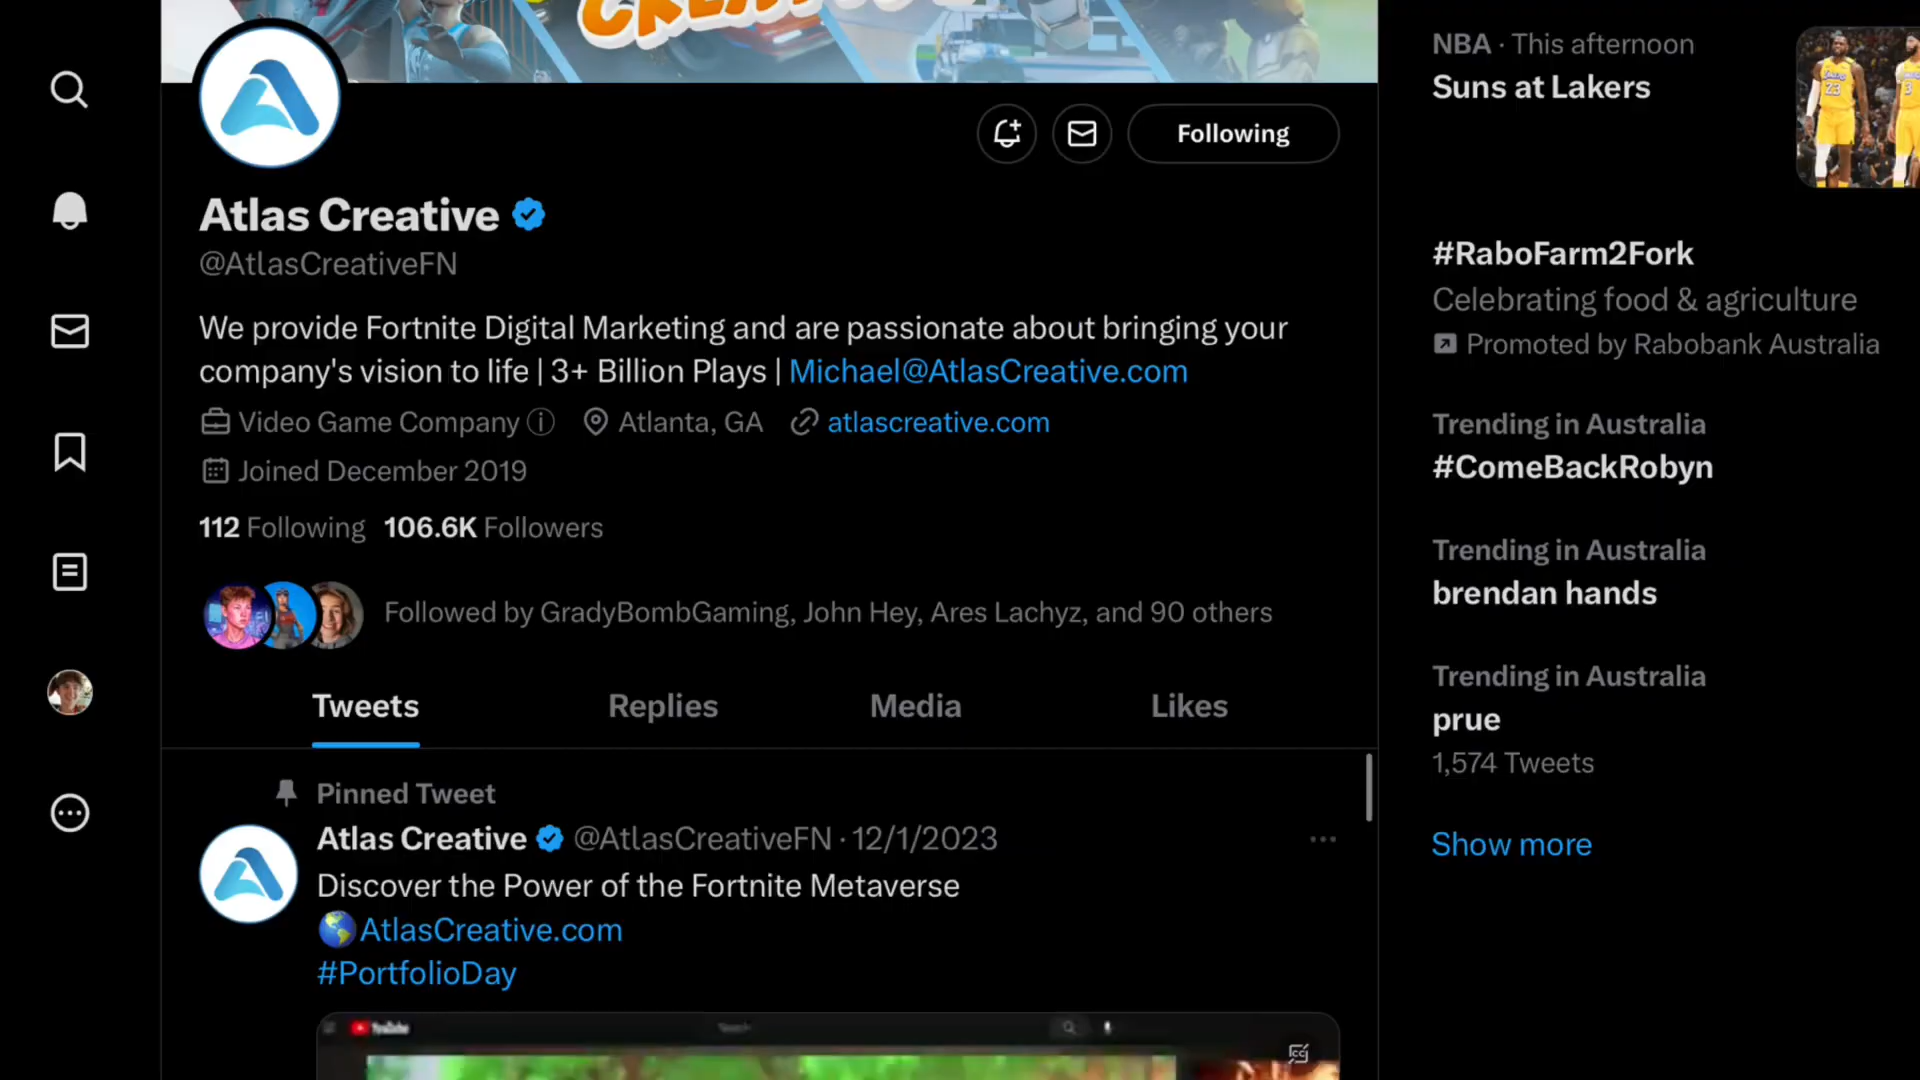 CREATIVE
Following
Atlas Creative
@AtlasCreativeFN
We provide Fortnite Digital Marketing and are passionate about bringing your
company's vision to life | 3+ Billion Plays | Michael@AtlasCreative.com
Video Game Company Atlanta, GA atlascreative.com
Joined December 2019
112 Following 106.6K Followers
Followed by GradyBombGaming, John Hey, Ares Lachyz, and 90 others
Tweets Replies Media Likes
Pinned Tweet
Atlas Creative @AtlasCreativeFN · 12/1/2023
Discover the Power of the Fortnite Metaverse
AtlasCreative.com
#PortfolioDay
YouTube
CC
NBA · This afternoon
Suns at Lakers
#RaboFarm2Fork
Celebrating food & agriculture
Promoted by Rabobank Australia
Trending in Australia
#ComeBackRobyn
Trending in Australia
brendan hands
Trending in Australia
prue
1,574 Tweets
Show more